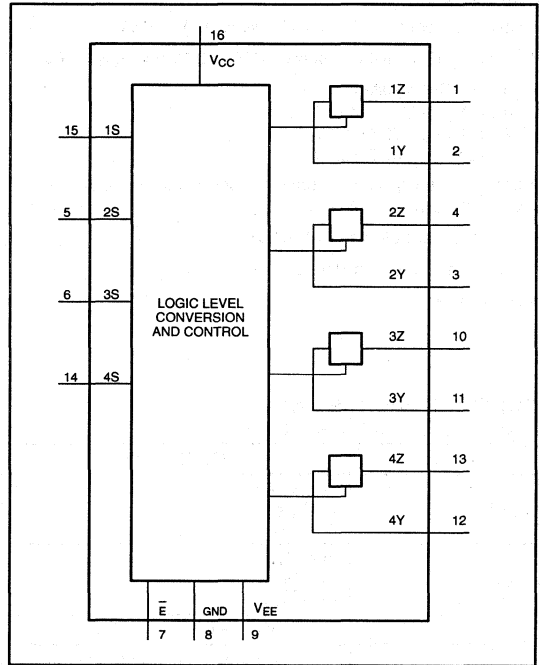 16
VCC
1Z 1
15 1S
1Y 2
5 2S
2Z 4
2Y 3
6 3S
LOGIC LEVEL
CONVERSION
AND CONTROL
3Z 10
14 4S
3Y 11
4Z 13
4Y 12
E̅ GND VEE
7 8 9